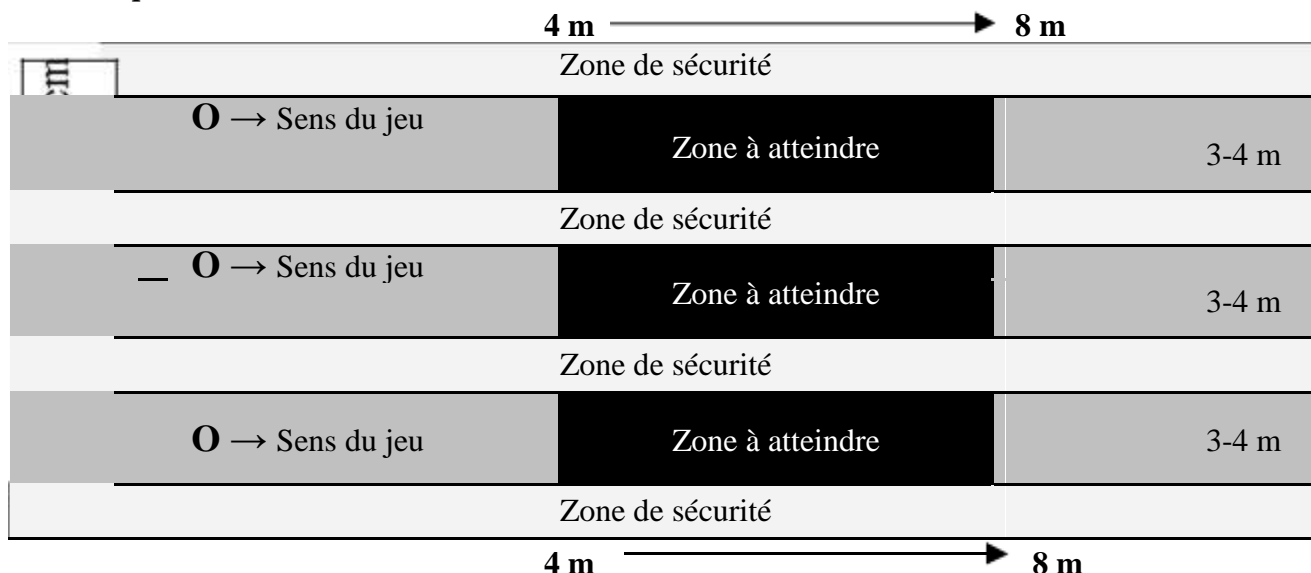 4 m 8 m
Zone de sécurité
O → Sens du jeu
Zone à atteindre
3-4 m
Zone de sécurité
O → Sens du jeu
Zone à atteindre
3-4 m
Zone de sécurité
O → Sens du jeu
Zone à atteindre
3-4 m
Zone de sécurité
4 m 8 m